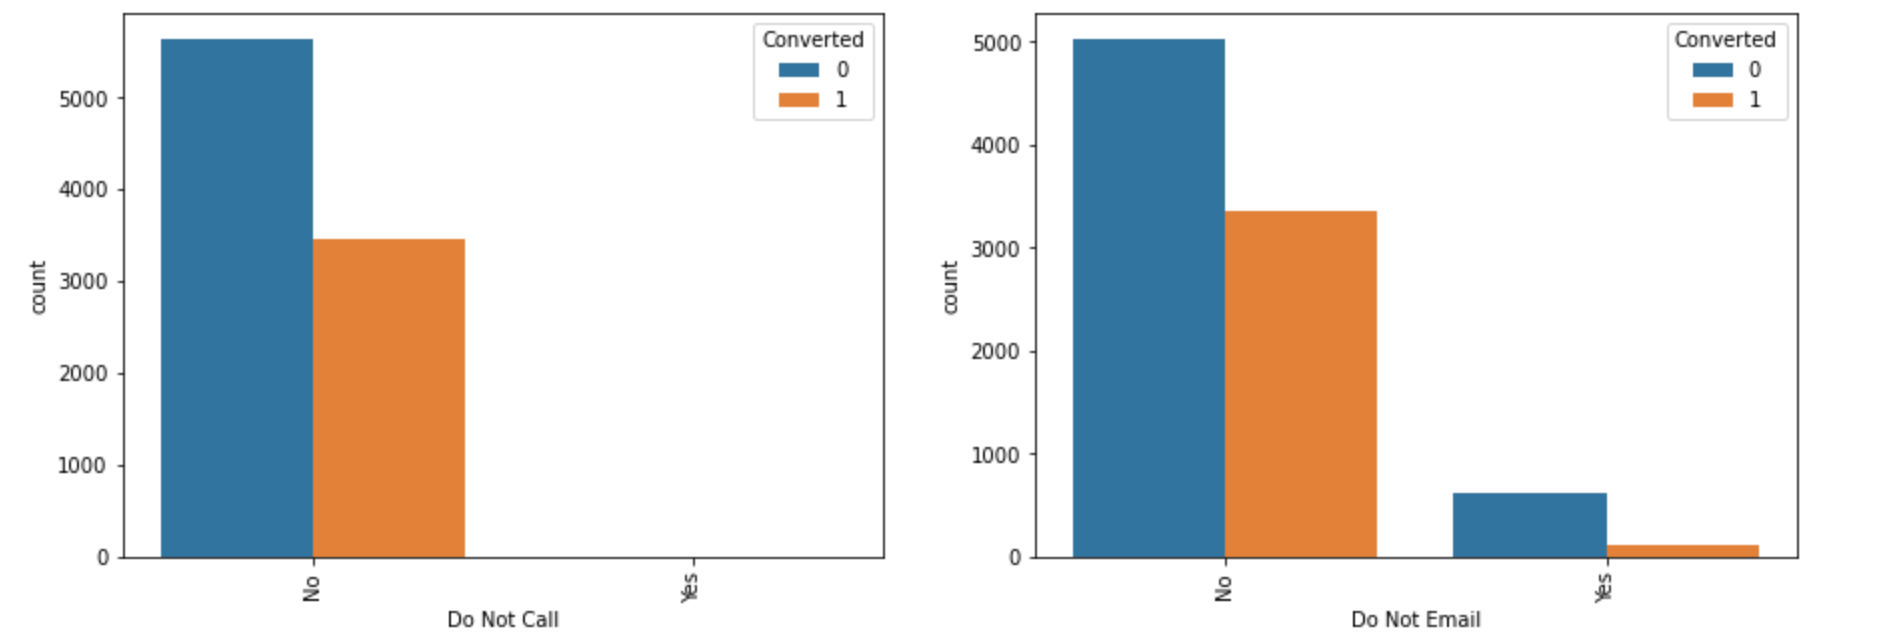 Converted
0
1
5000
4000
3000
2000
1000
0
count
No
Yes
Do Not Call
Converted
0
1
5000
4000
3000
2000
1000
0
count
No
Yes
Do Not Email